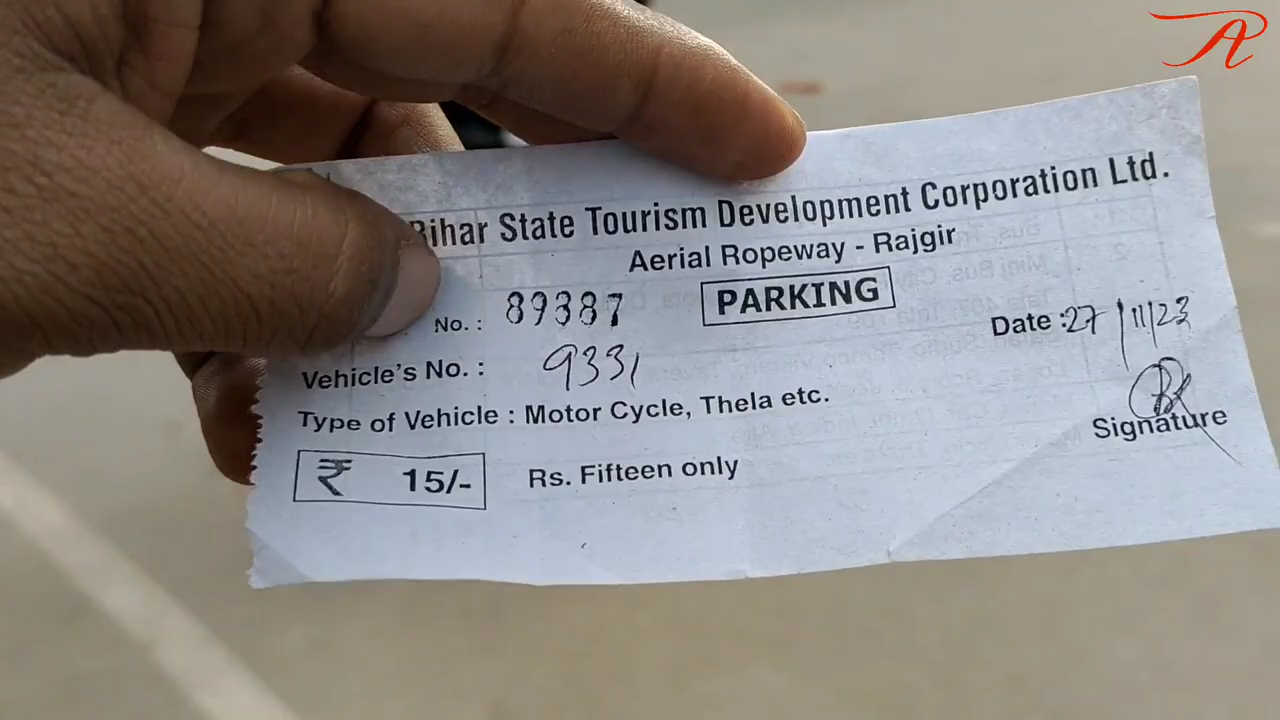 Bihar State Tourism Development Corporation Ltd.
Aerial Ropeway - Rajgir
PARKING
No. : 89387
Date : 27/11/23
Vehicle's No. : 9331
Type of Vehicle : Motor Cycle, Thela etc.
Signature
₹ 15/- Rs. Fifteen only